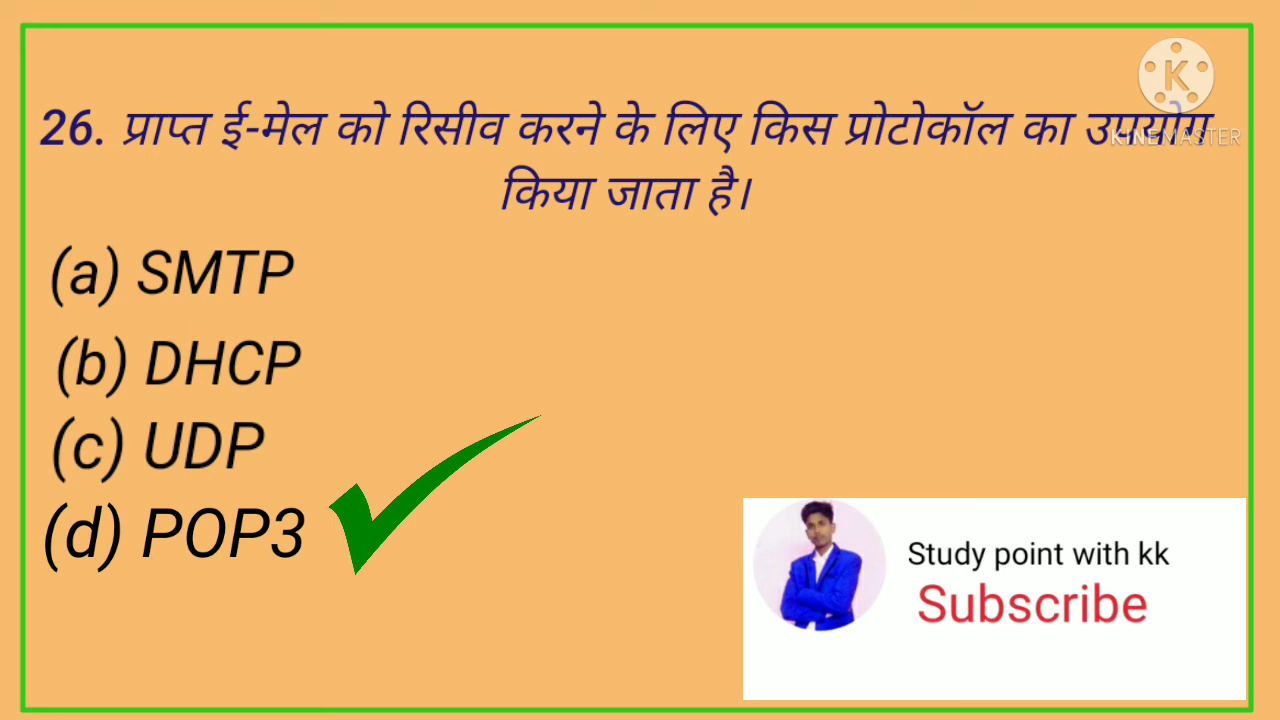 26. प्राप्त ई-मेल को रिसीव करने के लिए किस प्रोटोकॉल का उपयोग
किया जाता है।
(a) SMTP
(b) DHCP
(c) UDP
(d) POP3
K
KINEMASTER
Study point with kk
Subscribe